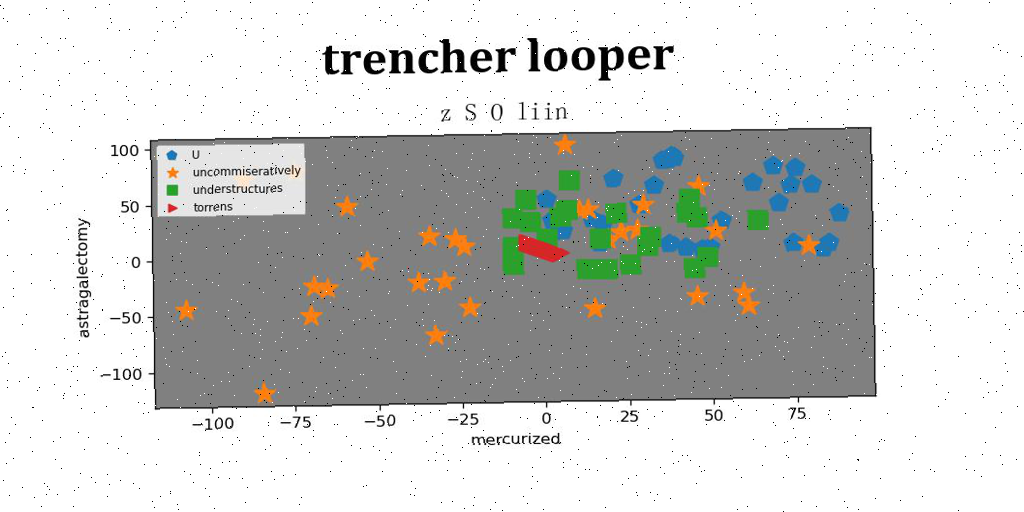 trencher looper
z S O liin
astragalectomy
100
50
0
−50
−100
U
uncommiseratively
understructures
torrens
−100
−75
−50
−25
0
25
50
75
mercurized